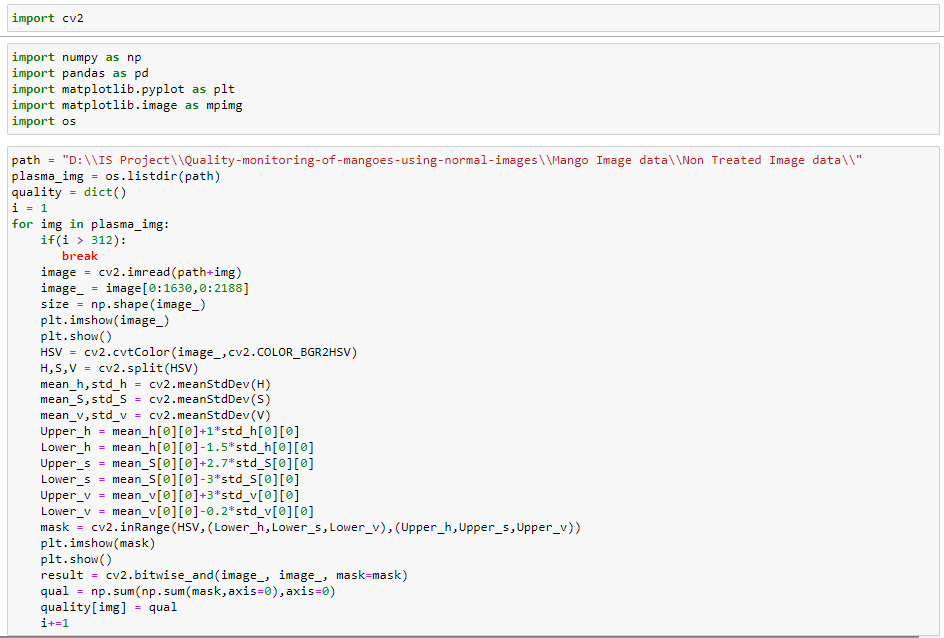 import cv2
import numpy as np
import pandas as pd
import matplotlib.pyplot as plt
import matplotlib.image as mpimg
import os
path = "D:\\IS Project\\Quality-monitoring-of-mangoes-using-normal-images\\Mango Image data\\Non Treated Image data\\"
plasma_img = os.listdir(path)
quality = dict()
i = 1
for img in plasma_img:
    if(i > 312):
       break
    image = cv2.imread(path+img)
    image_ = image[0:1630,0:2188]
    size = np.shape(image_)
    plt.imshow(image_)
    plt.show()
    HSV = cv2.cvtColor(image_,cv2.COLOR_BGR2HSV)
    H,S,V = cv2.split(HSV)
    mean_h,std_h = cv2.meanStdDev(H)
    mean_S,std_S = cv2.meanStdDev(S)
    mean_v,std_v = cv2.meanStdDev(V)
    Upper_h = mean_h[0][0]+1*std_h[0][0]
    Lower_h = mean_h[0][0]-1.5*std_h[0][0]
    Upper_s = mean_S[0][0]+2.7*std_S[0][0]
    Lower_s = mean_S[0][0]-3*std_S[0][0]
    Upper_v = mean_v[0][0]+3*std_v[0][0]
    Lower_v = mean_v[0][0]-0.2*std_v[0][0]
    mask = cv2.inRange(HSV,(Lower_h,Lower_s,Lower_v),(Upper_h,Upper_s,Upper_v))
    plt.imshow(mask)
    plt.show()
    result = cv2.bitwise_and(image_, image_, mask=mask)
    qual = np.sum(np.sum(mask,axis=0),axis=0)
    quality[img] = qual
    i+=1